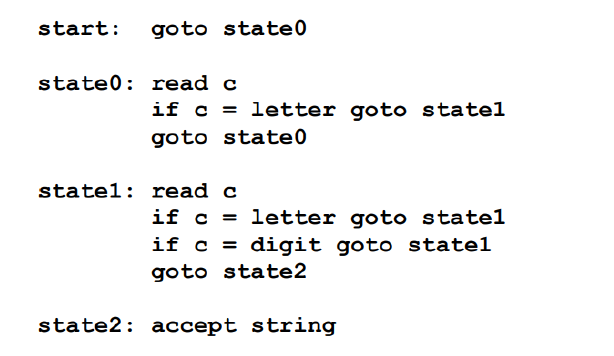 start: goto state0
state0: read c
if c = letter goto state1
goto state0
state1: read c
if c = letter goto state1
if c = digit goto state1
goto state2
state2: accept string